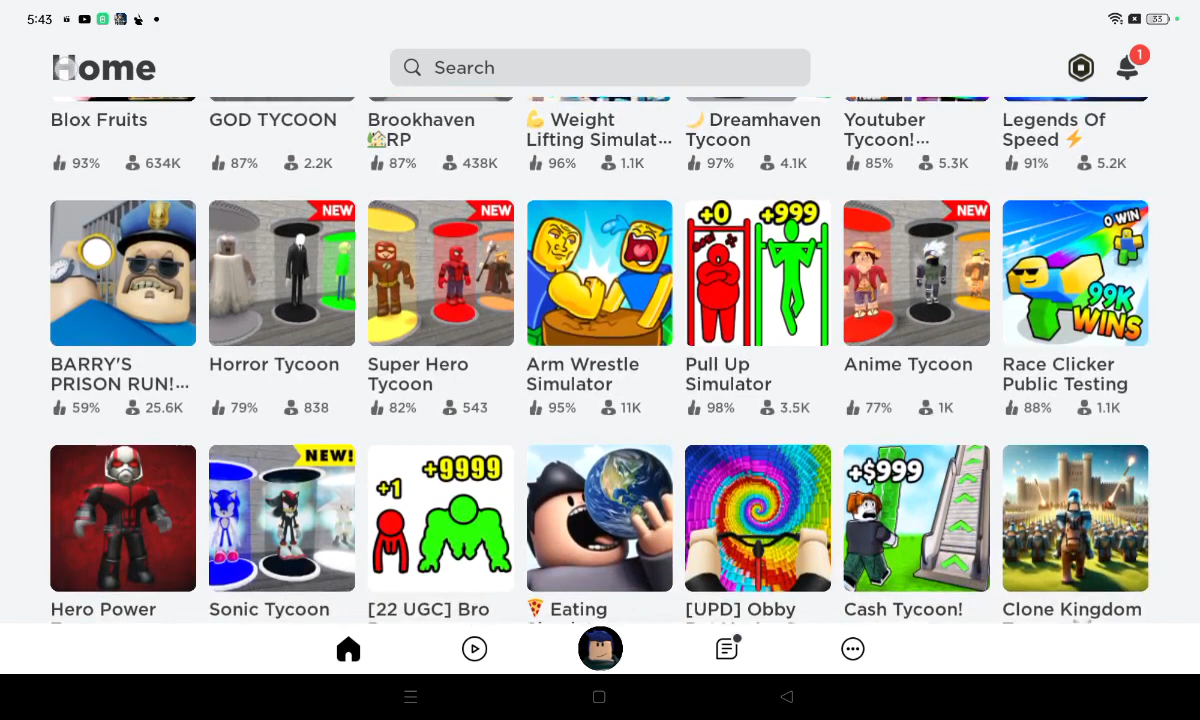 5:43
33
Home
Search
1
Blox Fruits
GOD TYCOON
Brookhaven
🏡RP
💪 Weight
Lifting Simulat...
🌙 Dreamhaven
Tycoon
Youtuber
Tycoon!...
Legends Of
Speed ⚡
93% 634K
87% 2.2K
87% 438K
96% 1.1K
97% 4.1K
85% 5.3K
91% 5.2K
NEW
NEW
+0 +999
NEW
0 WIN
99K
WINS
BARRY'S
PRISON RUN!...
Horror Tycoon
Super Hero
Tycoon
Arm Wrestle
Simulator
Pull Up
Simulator
Anime Tycoon
Race Clicker
Public Testing
59% 25.6K
79% 838
82% 543
95% 11K
98% 3.5K
77% 1K
88% 1.1K
NEW!
+1
+9999
+$999
Hero Power
Sonic Tycoon
[22 UGC] Bro
🍕 Eating
[UPD] Obby
Cash Tycoon!
Clone Kingdom